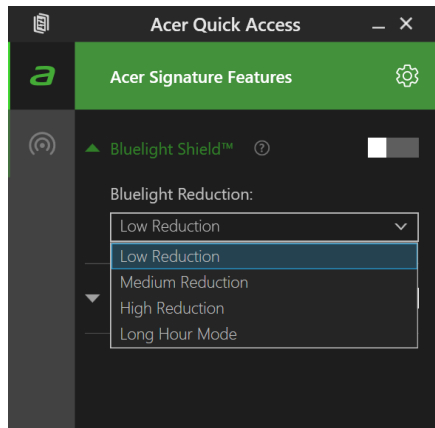 Acer Quick Access
Acer Signature Features
Bluelight Shield™ ?
Bluelight Reduction:
Low Reduction
Low Reduction
Medium Reduction
High Reduction
Long Hour Mode